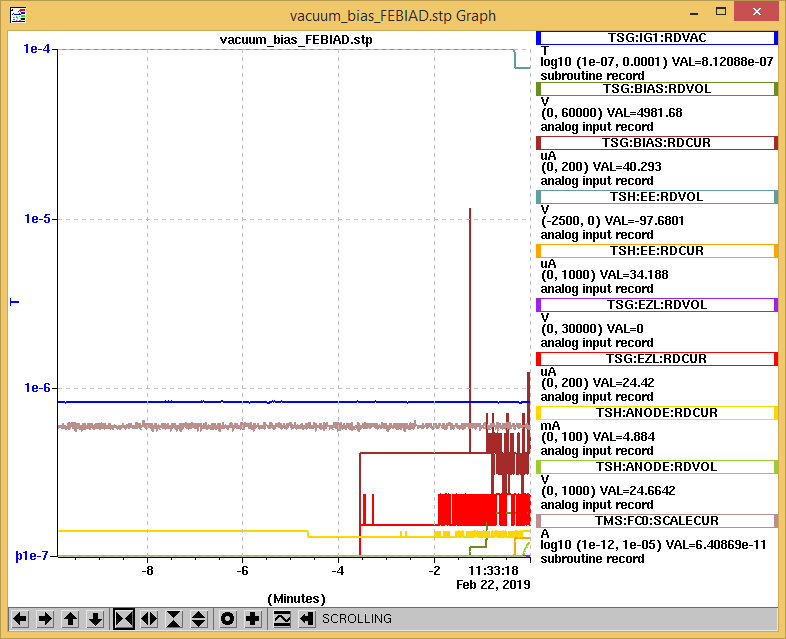 vacuum_bias_FEBIAD.stp Graph
vacuum_bias_FEBIAD.stp
1e-4
1e-5
T
1e-6
þ1e-7
-8
-6
-4
-2
11:33:18
Feb 22, 2019
(Minutes)
TSG:IG1:RDVAC
T
log10 (1e-07, 0.0001) VAL=8.12088e-07
subroutine record
TSG:BIAS:RDVOL
V
(0, 60000) VAL=4981.68
analog input record
TSG:BIAS:RDCUR
uA
(0, 200) VAL=40.293
analog input record
TSH:EE:RDVOL
V
(-2500, 0) VAL=-97.6801
analog input record
TSH:EE:RDCUR
uA
(0, 1000) VAL=34.188
analog input record
TSG:EZL:RDVOL
V
(0, 30000) VAL=0
analog input record
TSG:EZL:RDCUR
uA
(0, 200) VAL=24.42
analog input record
TSH:ANODE:RDCUR
mA
(0, 100) VAL=4.884
analog input record
TSH:ANODE:RDVOL
V
(0, 1000) VAL=24.6642
analog input record
TMS:FC0:SCALECUR
A
log10 (1e-12, 1e-05) VAL=6.40869e-11
subroutine record
SCROLLING